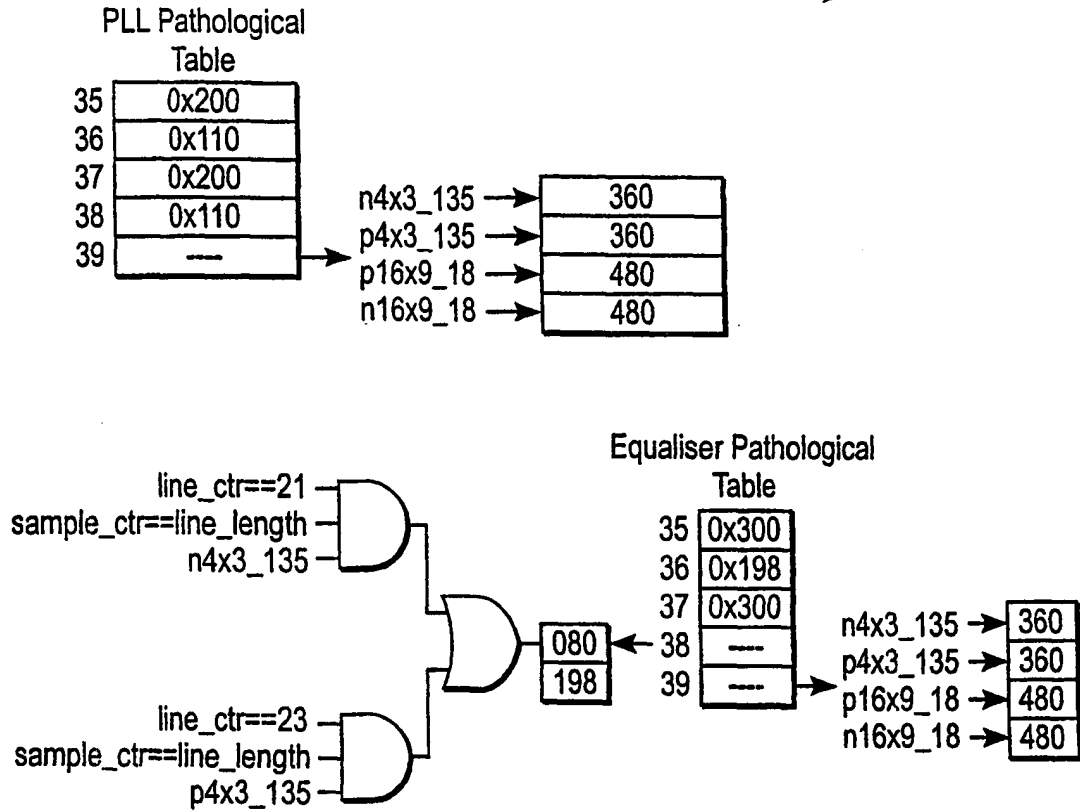 PLL Pathological
Table
35 0x200
36 0x110
37 0x200
38 0x110
39 ----
n4x3_135 360
p4x3_135 360
p16x9_18 480
n16x9_18 480
Equaliser Pathological
Table
35 0x300
36 0x198
37 0x300
38 ----
39 ----
n4x3_135 360
p4x3_135 360
p16x9_18 480
n16x9_18 480
line_ctr==21
sample_ctr==line_length
n4x3_135
080
198
line_ctr==23
sample_ctr==line_length
p4x3_135